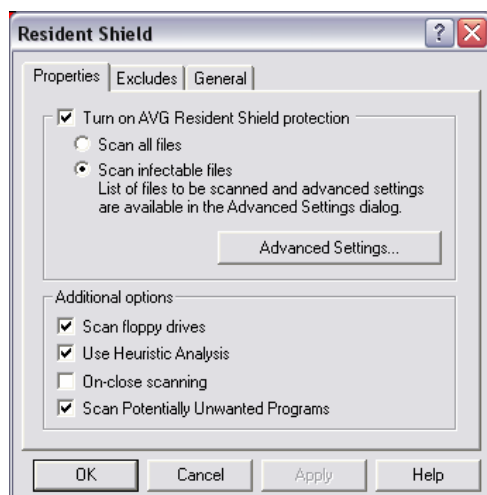 Resident Shield
Properties Excludes General
Turn on AVG Resident Shield protection
Scan all files
Scan infectable files
List of files to be scanned and advanced settings
are available in the Advanced Settings dialog.
Advanced Settings...
Additional options
Scan floppy drives
Use Heuristic Analysis
On-close scanning
Scan Potentially Unwanted Programs
OK Cancel Apply Help